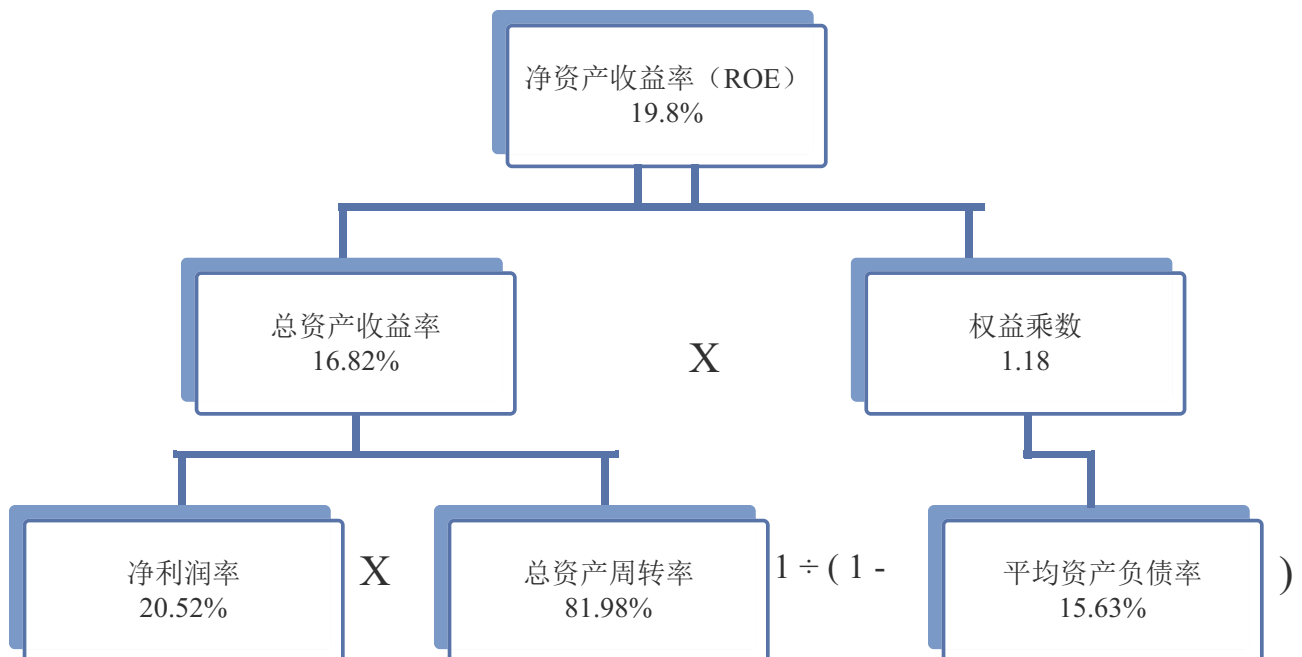 净资产收益率（ROE）
19.8%
总资产收益率
16.82%
X
权益乘数
1.18
净利润率
20.52%
X
总资产周转率
81.98%
1 ÷ ( 1 -
平均资产负债率
15.63%
)